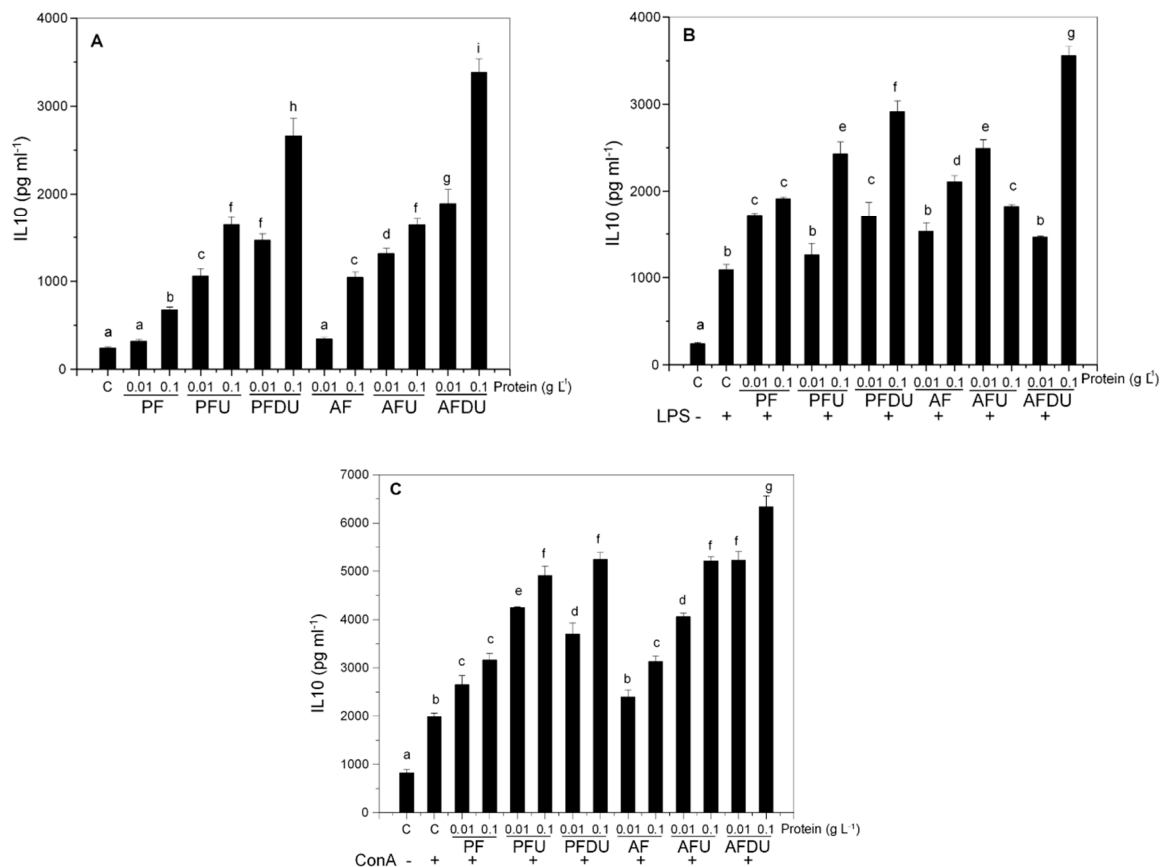 A
i
h
g
f
f
f
d
c
c
b
a
a
a
4000
3000
2000
1000
0
IL10 (pg ml⁻¹)
C 0.01 0.1 0.01 0.1 0.01 0.1 0.01 0.1 0.01 0.1 0.01 0.1 Protein (g L⁻¹)
PF PFU PFDU AF AFU AFDU
B
g
f
e
e
d
c
c
c
c
b
b
b
b
a
4000
3000
2000
1000
0
IL10 (pg ml⁻¹)
C C 0.01 0.1 0.01 0.1 0.01 0.1 0.01 0.1 0.01 0.1 0.01 0.1 Protein (g L⁻¹)
PF PFU PFDU AF AFU AFDU
LPS - + + + + + + +
C
g
f
f
f
f
e
d
d
c
c
c
b
b
a
7000
6000
5000
4000
3000
2000
1000
0
IL10 (pg ml⁻¹)
C C 0.01 0.1 0.01 0.1 0.01 0.1 0.01 0.1 0.01 0.1 0.01 0.1 Protein (g L⁻¹)
PF PFU PFDU AF AFU AFDU
ConA - + + + + + + +